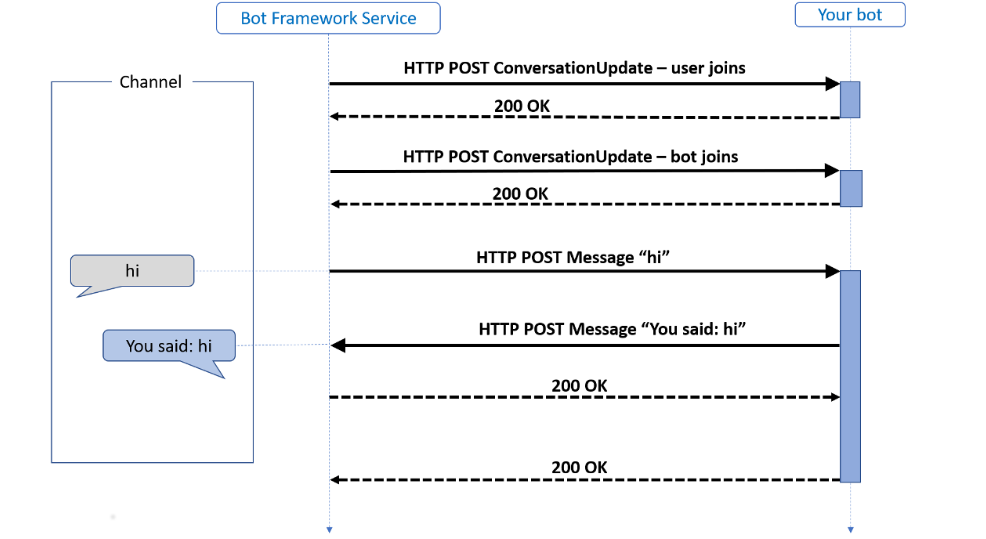 Bot Framework Service
Your bot
HTTP POST ConversationUpdate – user joins
Channel
200 OK
HTTP POST ConversationUpdate – bot joins
200 OK
HTTP POST Message “hi”
hi
HTTP POST Message “You said: hi”
You said: hi
200 OK
200 OK